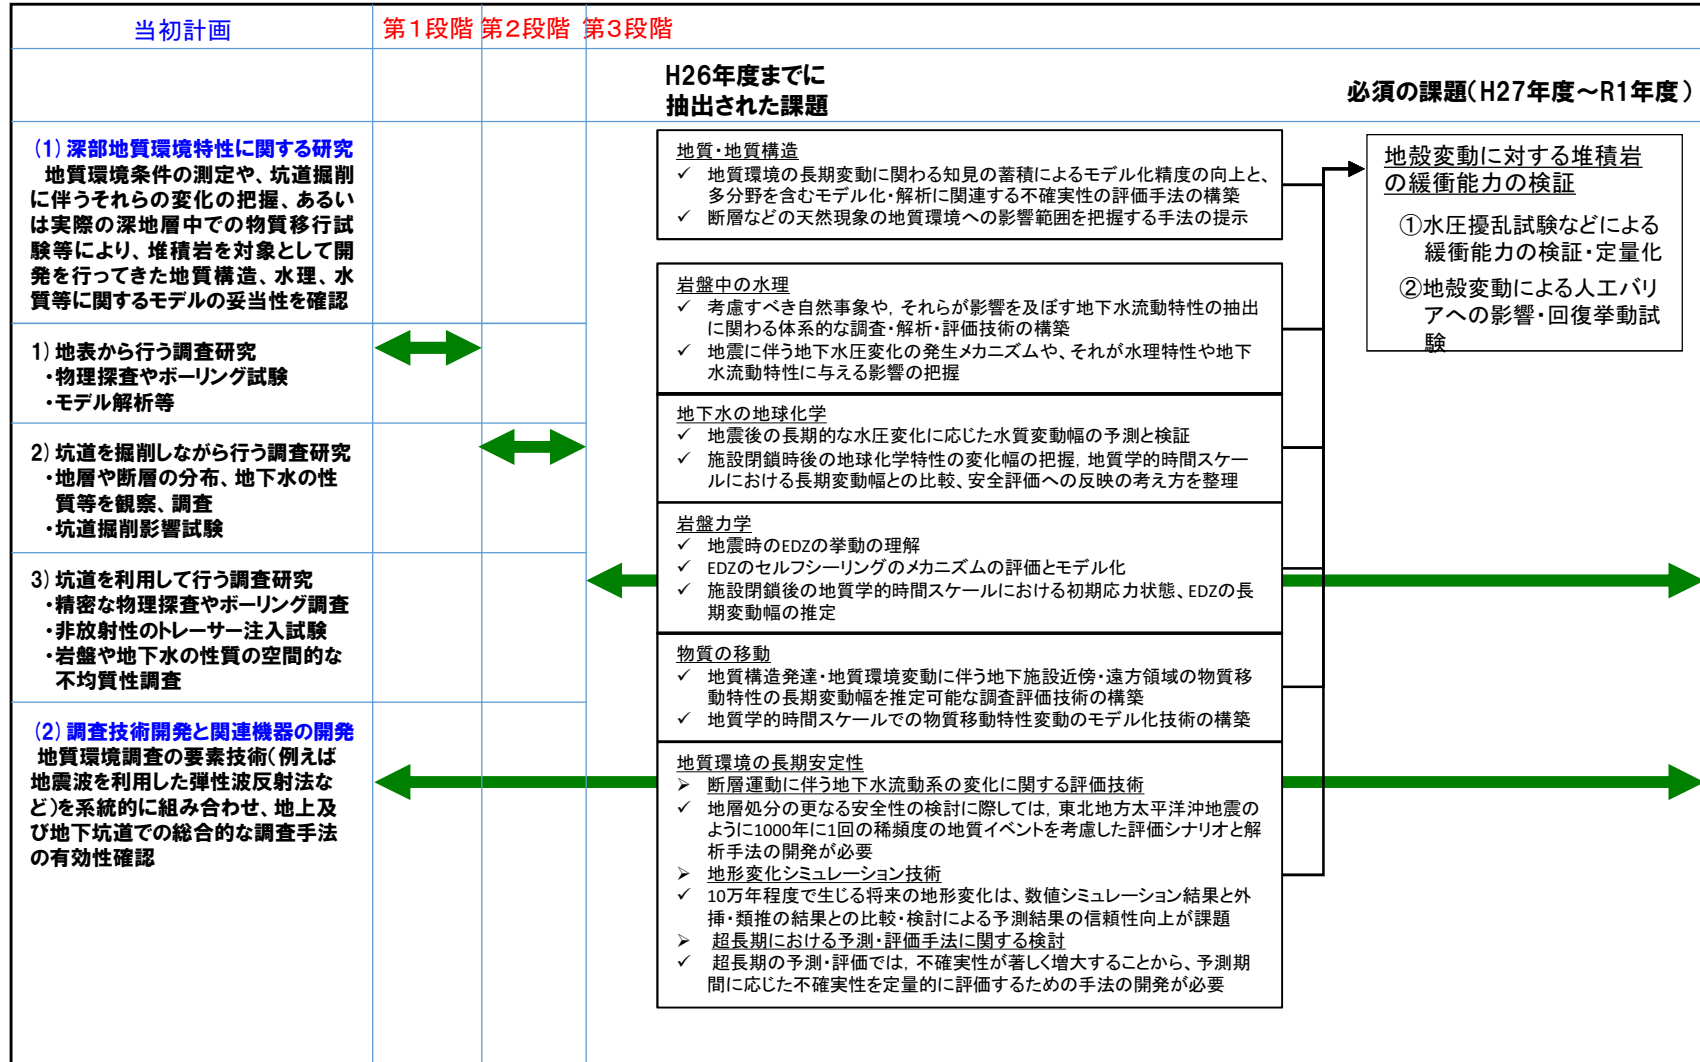 当初計画
第1段階 第2段階 第3段階
H26年度までに
抽出された課題
必須の課題(H27年度～R1年度)
(1) 深部地質環境特性に関する研究
地質環境条件の測定や、坑道掘削
に伴うそれらの変化の把握、あるい
は実際の深地層中での物質移行試
験等により、堆積岩を対象として開
発を行ってきた地質構造、水理、水
質等に関するモデルの妥当性を確認
1) 地表から行う調査研究
・物理探査やボーリング試験
・モデル解析等
2) 坑道を掘削しながら行う調査研究
・地層や断層の分布、地下水の性
質等を観察、調査
・坑道掘削影響試験
3) 坑道を利用して行う調査研究
・精密な物理探査やボーリング調査
・非放射性のトレーサー注入試験
・岩盤や地下水の性質の空間的な
不均質性調査
(2) 調査技術開発と関連機器の開発
地質環境調査の要素技術(例えば
地震波を利用した弾性波反射法な
ど)を系統的に組み合わせ、地上及
び地下坑道での総合的な調査手法
の有効性確認
地質・地質構造
✓ 地質環境の長期変動に関わる知見の蓄積によるモデル化精度の向上と、
多分野を含むモデル化・解析に関連する不確実性の評価手法の構築
✓ 断層などの天然現象の地質環境への影響範囲を把握する手法の提示
岩盤中の水理
✓ 考慮すべき自然事象や，それらが影響を及ぼす地下水流動特性の抽出
に関わる体系的な調査・解析・評価技術の構築
✓ 地震に伴う地下水圧変化の発生メカニズムや、それが水理特性や地下
水流動特性に与える影響の把握
地下水の地球化学
✓ 地震後の長期的な水圧変化に応じた水質変動幅の予測と検証
✓ 施設閉鎖時後の地球化学特性の変化幅の把握，地質学的時間スケー
ルにおける長期変動幅との比較、安全評価への反映の考え方を整理
岩盤力学
✓ 地震時のEDZの挙動の理解
✓ EDZのセルフシーリングのメカニズムの評価とモデル化
✓ 施設閉鎖後の地質学的時間スケールにおける初期応力状態、EDZの長
期変動幅の推定
物質の移動
✓ 地質構造発達・地質環境変動に伴う地下施設近傍・遠方領域の物質移
動特性の長期変動幅を推定可能な調査評価技術の構築
✓ 地質学的時間スケールでの物質移動特性変動のモデル化技術の構築
地質環境の長期安定性
➢ 断層運動に伴う地下水流動系の変化に関する評価技術
✓ 地層処分の更なる安全性の検討に際しては，東北地方太平洋沖地震の
ように1000年に1回の稀頻度の地質イベントを考慮した評価シナリオと解
析手法の開発が必要
➢ 地形変化シミュレーション技術
✓ 10万年程度で生じる将来の地形変化は、数値シミュレーション結果と外
挿・類推の結果との比較・検討による予測結果の信頼性向上が課題
➢ 超長期における予測・評価手法に関する検討
✓ 超長期の予測・評価では，不確実性が著しく増大することから、予測期
間に応じた不確実性を定量的に評価するための手法の開発が必要
地殻変動に対する堆積岩
の緩衝能力の検証
①水圧擾乱試験などによる
緩衝能力の検証・定量化
②地殻変動による人工バリ
アへの影響・回復挙動試
験